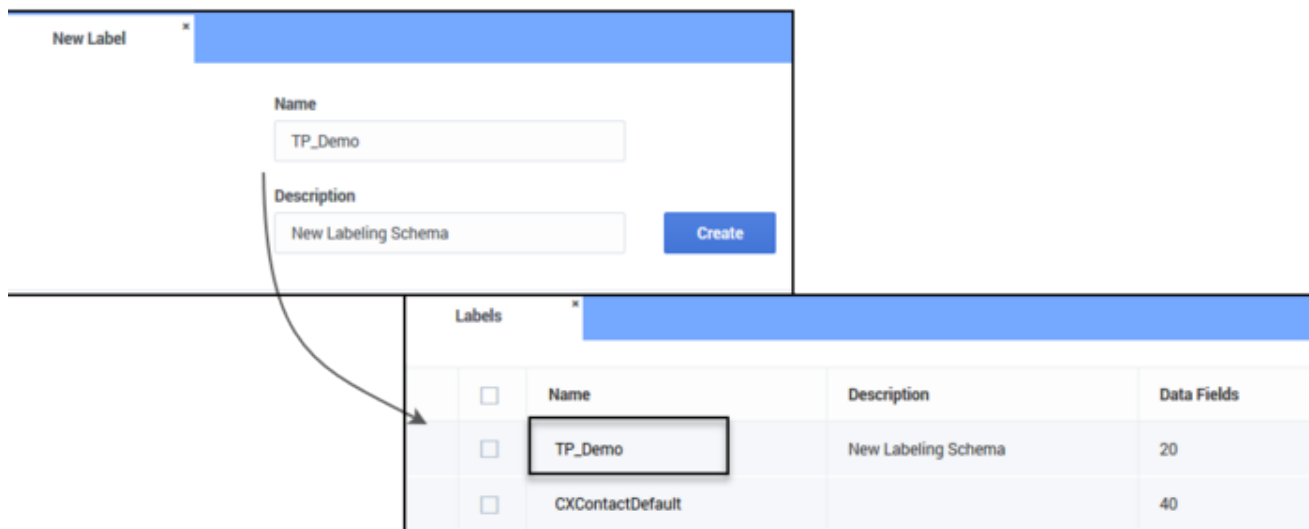 New Label
Name
TP_Demo
Description
New Labeling Schema
Create
Labels
Name Description Data Fields
TP_Demo New Labeling Schema 20
CXContactDefault 40